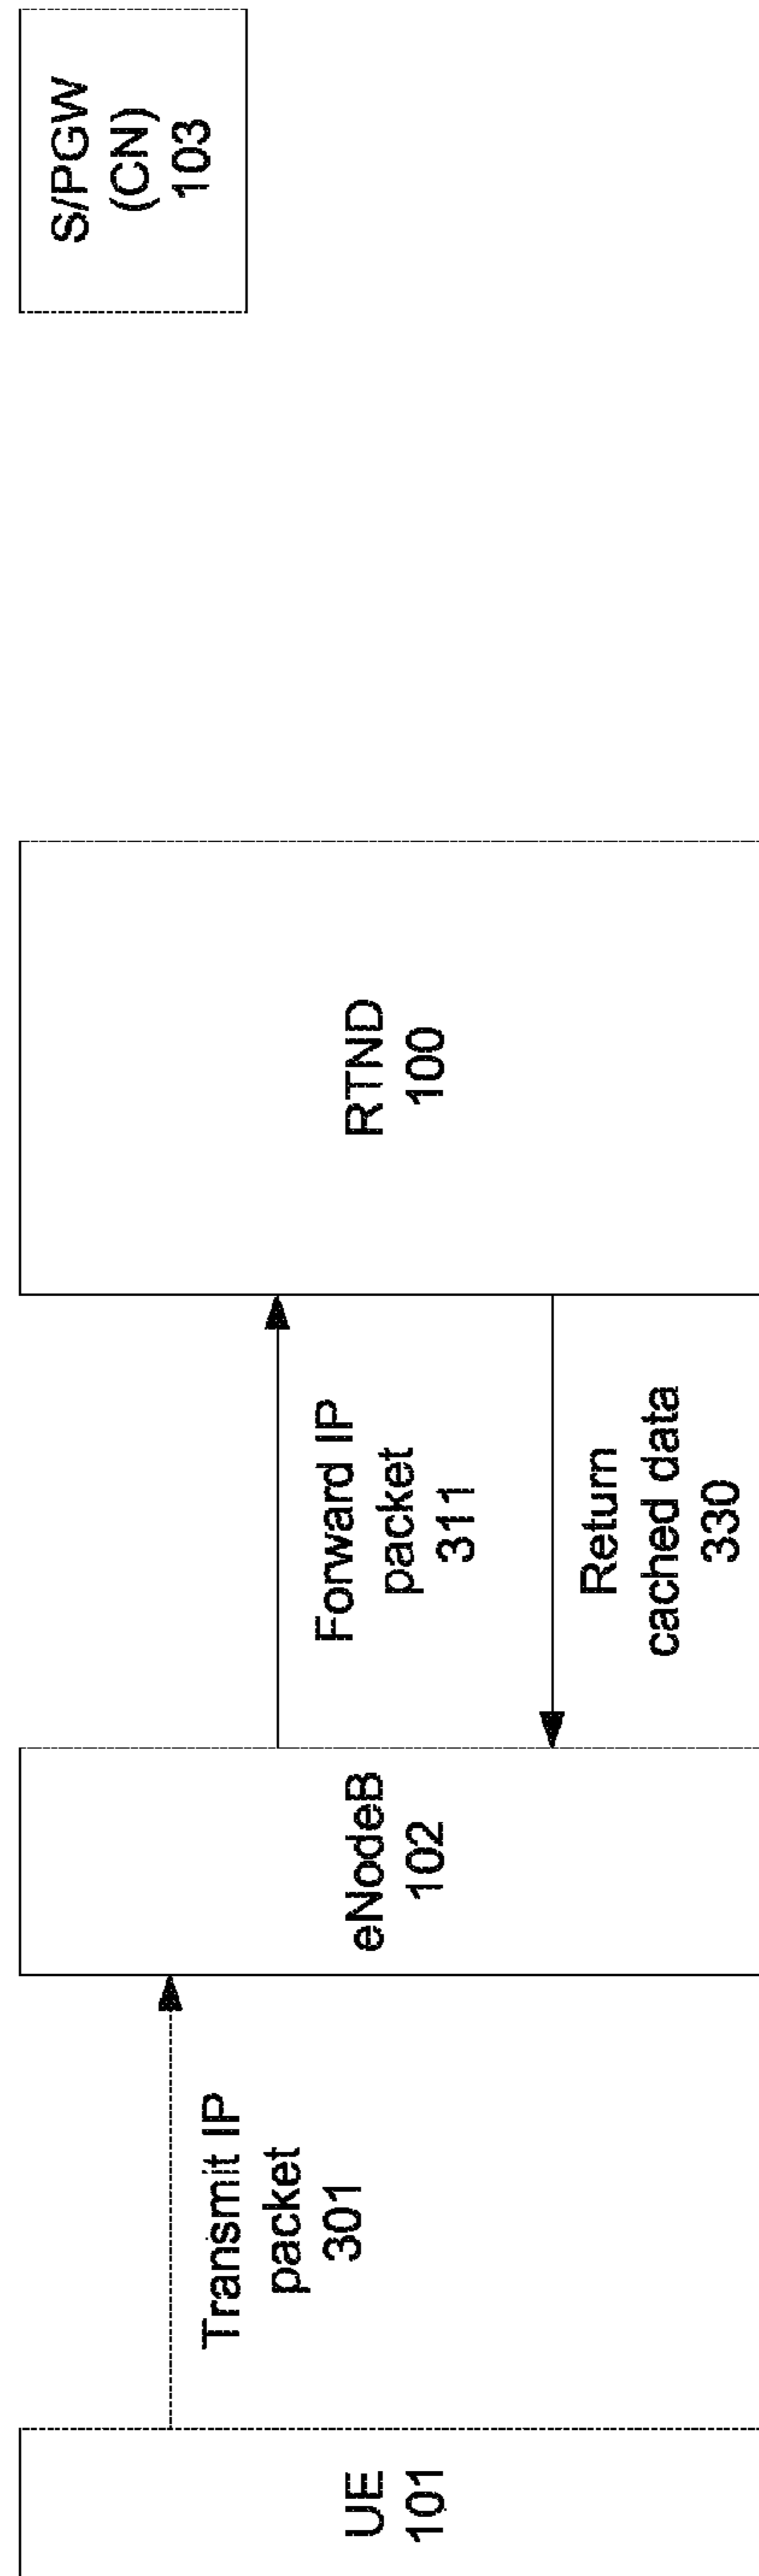 UE
101
Transmit IP
packet
301
eNodeB
102
Forward IP
packet
311
Return
cached data
330
RTND
100
S/PGW
(CN)
103